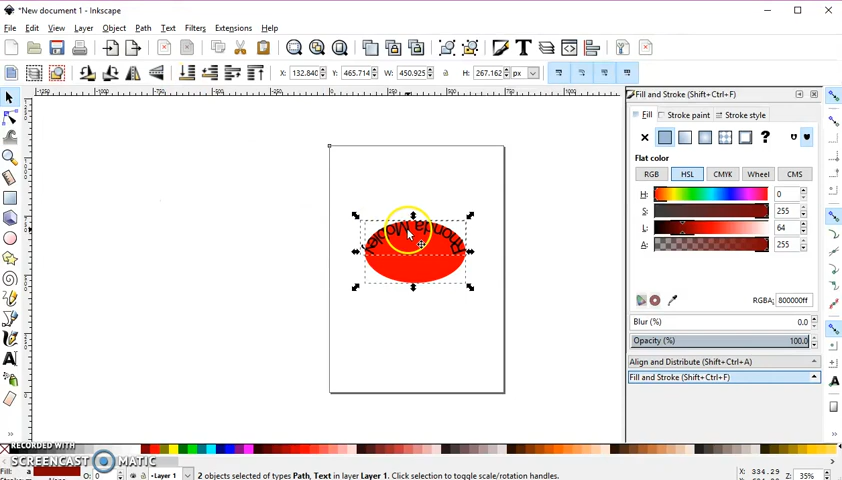 *New document 1 - Inkscape
File Edit View Layer Object Path Text Filters Extensions Help
X: 132.840 Y: 465.714 W: 450.925 H: 267.162 px
Fill and Stroke (Shift+Ctrl+F)
Fill Stroke paint Stroke style
Flat color
RGB HSL CMYK Wheel CMS
H: 0
S: 255
L: 64
A: 255
RGBA: 800000ff
Blur (%) 0.0
Opacity (%) 100.0
Align and Distribute (Shift+Ctrl+A)
Fill and Stroke (Shift+Ctrl+F)
Rhonda Mobley
RECORDED WITH
SCREENCAST MATIC
Fill: a
O: 0
Layer 1
2 objects selected of types Path, Text in layer Layer 1. Click selection to toggle scale/rotation handles.
X: 334.29
Z: 35%